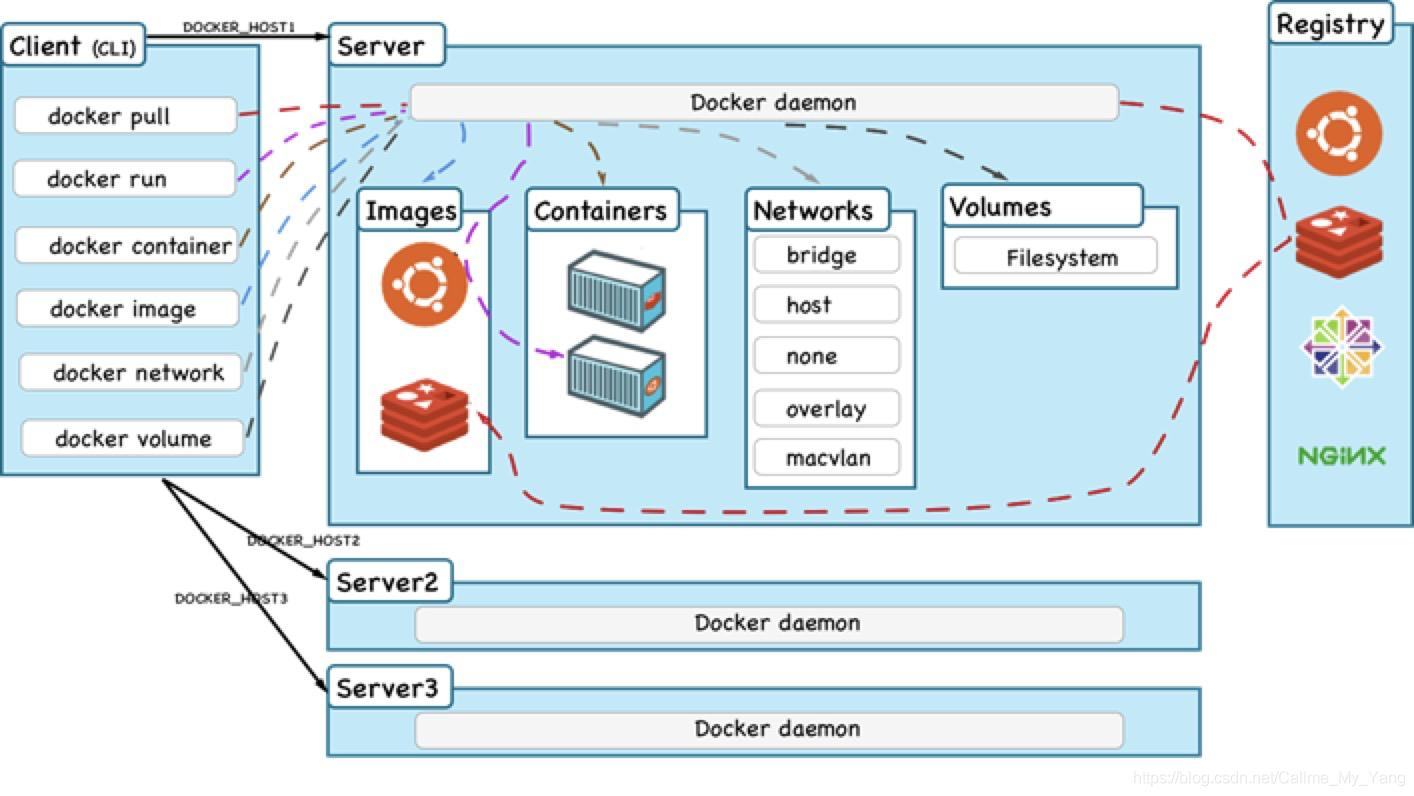 DOCKER_HOST1
Client (CLI)
docker pull
docker run
docker container
docker image
docker network
docker volume
Server
Docker daemon
Images
Containers
Networks
bridge
host
none
overlay
macvlan
Volumes
Filesystem
Registry
NGiNX
DOCKER_HOST2
DOCKER_HOST3
Server2
Docker daemon
Server3
Docker daemon
https://blog.csdn.net/Callme_My_Yang